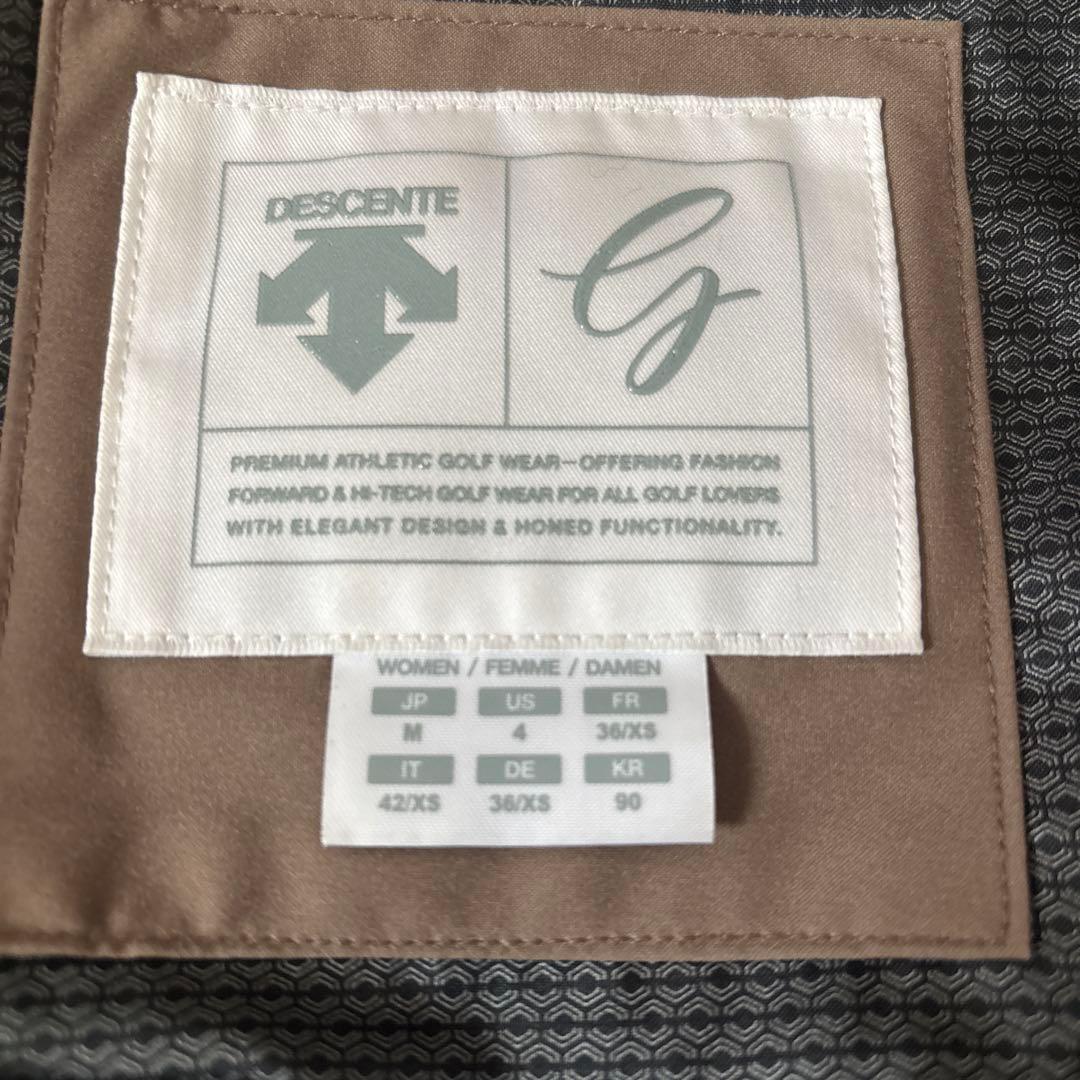 DESCENTE
G
PREMIUM ATHLETIC GOLF WEAR—OFFERING FASHION
FORWARD & HI-TECH GOLF WEAR FOR ALL GOLF LOVERS
WITH ELEGANT DESIGN & HONED FUNCTIONALITY.
WOMEN / FEMME / DAMEN
JP US FR
M 4 36/XS
IT DE KR
42/XS 36/XS 90